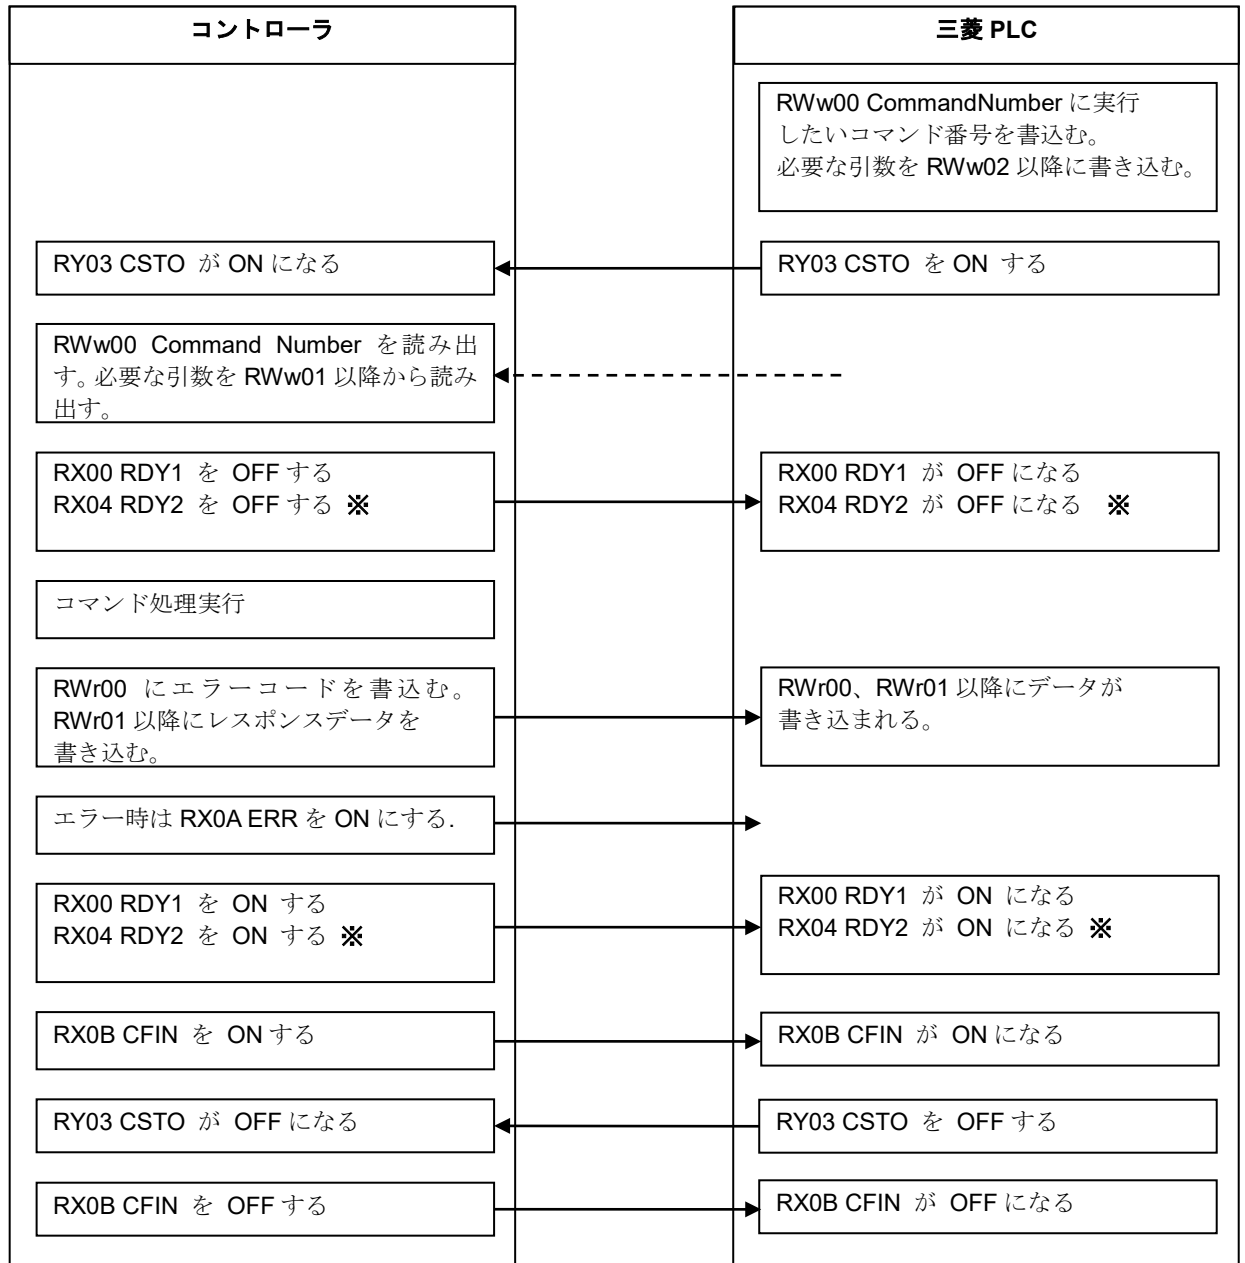 コントローラ
三菱 PLC
RWw00 CommandNumber に実行
したいコマンド番号を書込む。
必要な引数を RWw02 以降に書き込む。
RY03 CSTO が ON になる
RY03 CSTO を ON する
RWw00 Command Number を読み出
す。必要な引数を RWw01 以降から読み
出す。
RX00 RDY1 を OFF する
RX04 RDY2 を OFF する ※
RX00 RDY1 が OFF になる
RX04 RDY2 が OFF になる ※
コマンド処理実行
RWr00 にエラーコードを書込む。
RWr01 以降にレスポンスデータを
書き込む。
RWr00、RWr01 以降にデータが
書き込まれる。
エラー時は RX0A ERR を ON にする.
RX00 RDY1 を ON する
RX04 RDY2 を ON する ※
RX00 RDY1 が ON になる
RX04 RDY2 が ON になる ※
RX0B CFIN を ON する
RX0B CFIN が ON になる
RY03 CSTO が OFF になる
RY03 CSTO を OFF する
RX0B CFIN を OFF する
RX0B CFIN が OFF になる